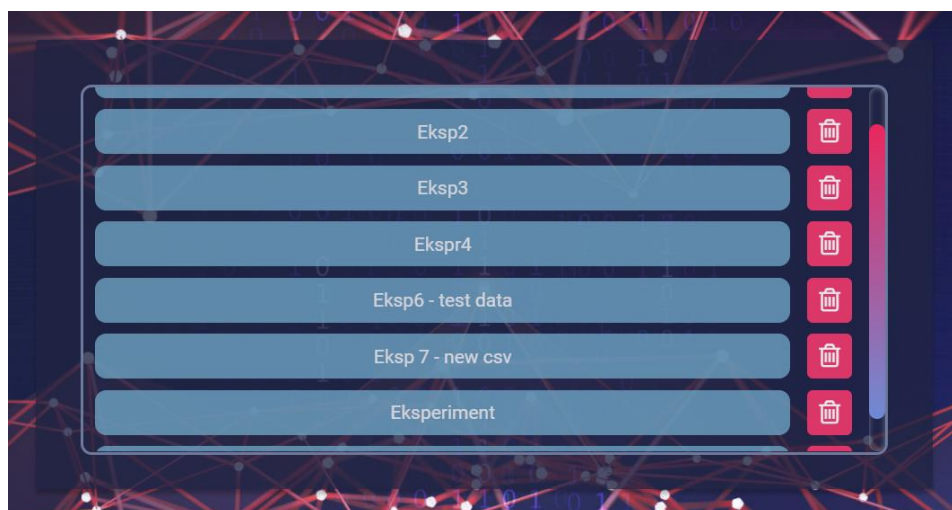 Eksp2
Eksp3
Ekspr4
Eksp6 - test data
Eksp 7 - new csv
Eksperiment